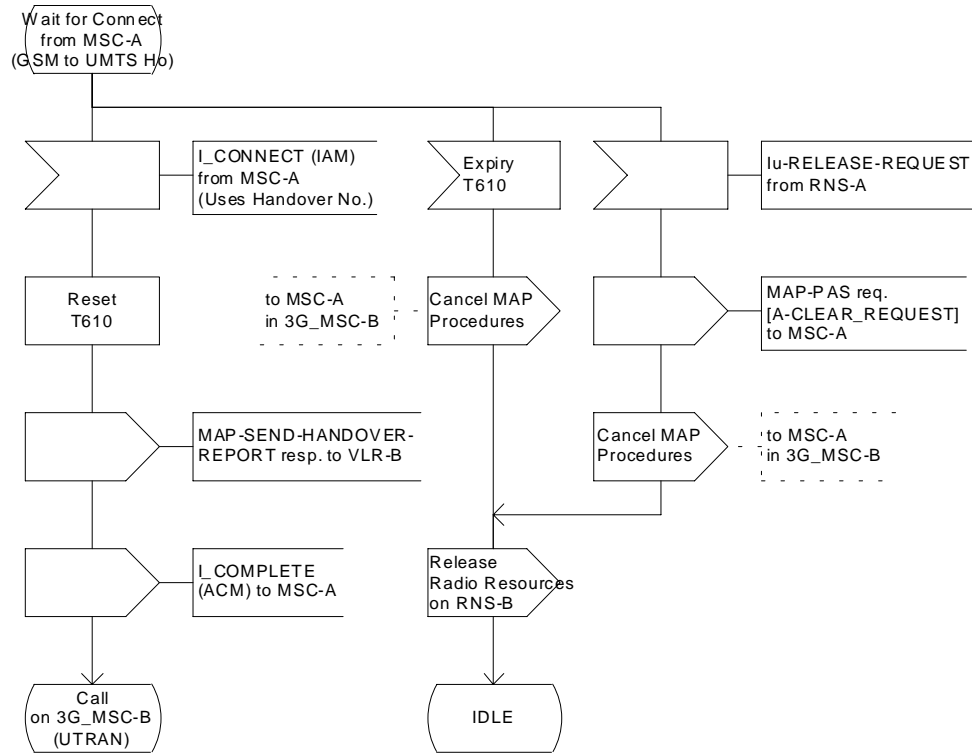 Wait for Connect
from MSC-A
(GSM to UMTS Ho)
I_CONNECT (IAM)
from MSC-A
(Uses Handover No.)
Expiry
T610
Iu-RELEASE-REQUEST
from RNS-A
Reset
T610
to MSC-A
in 3G_MSC-B
Cancel MAP
Procedures
MAP-PAS req.
[A-CLEAR_REQUEST]
to MSC-A
MAP-SEND-HANDOVER-
REPORT resp. to VLR-B
Cancel MAP
Procedures
to MSC-A
in 3G_MSC-B
I_COMPLETE
(ACM) to MSC-A
Release
Radio Resources
on RNS-B
Call
on 3G_MSC-B
(UTRAN)
IDLE